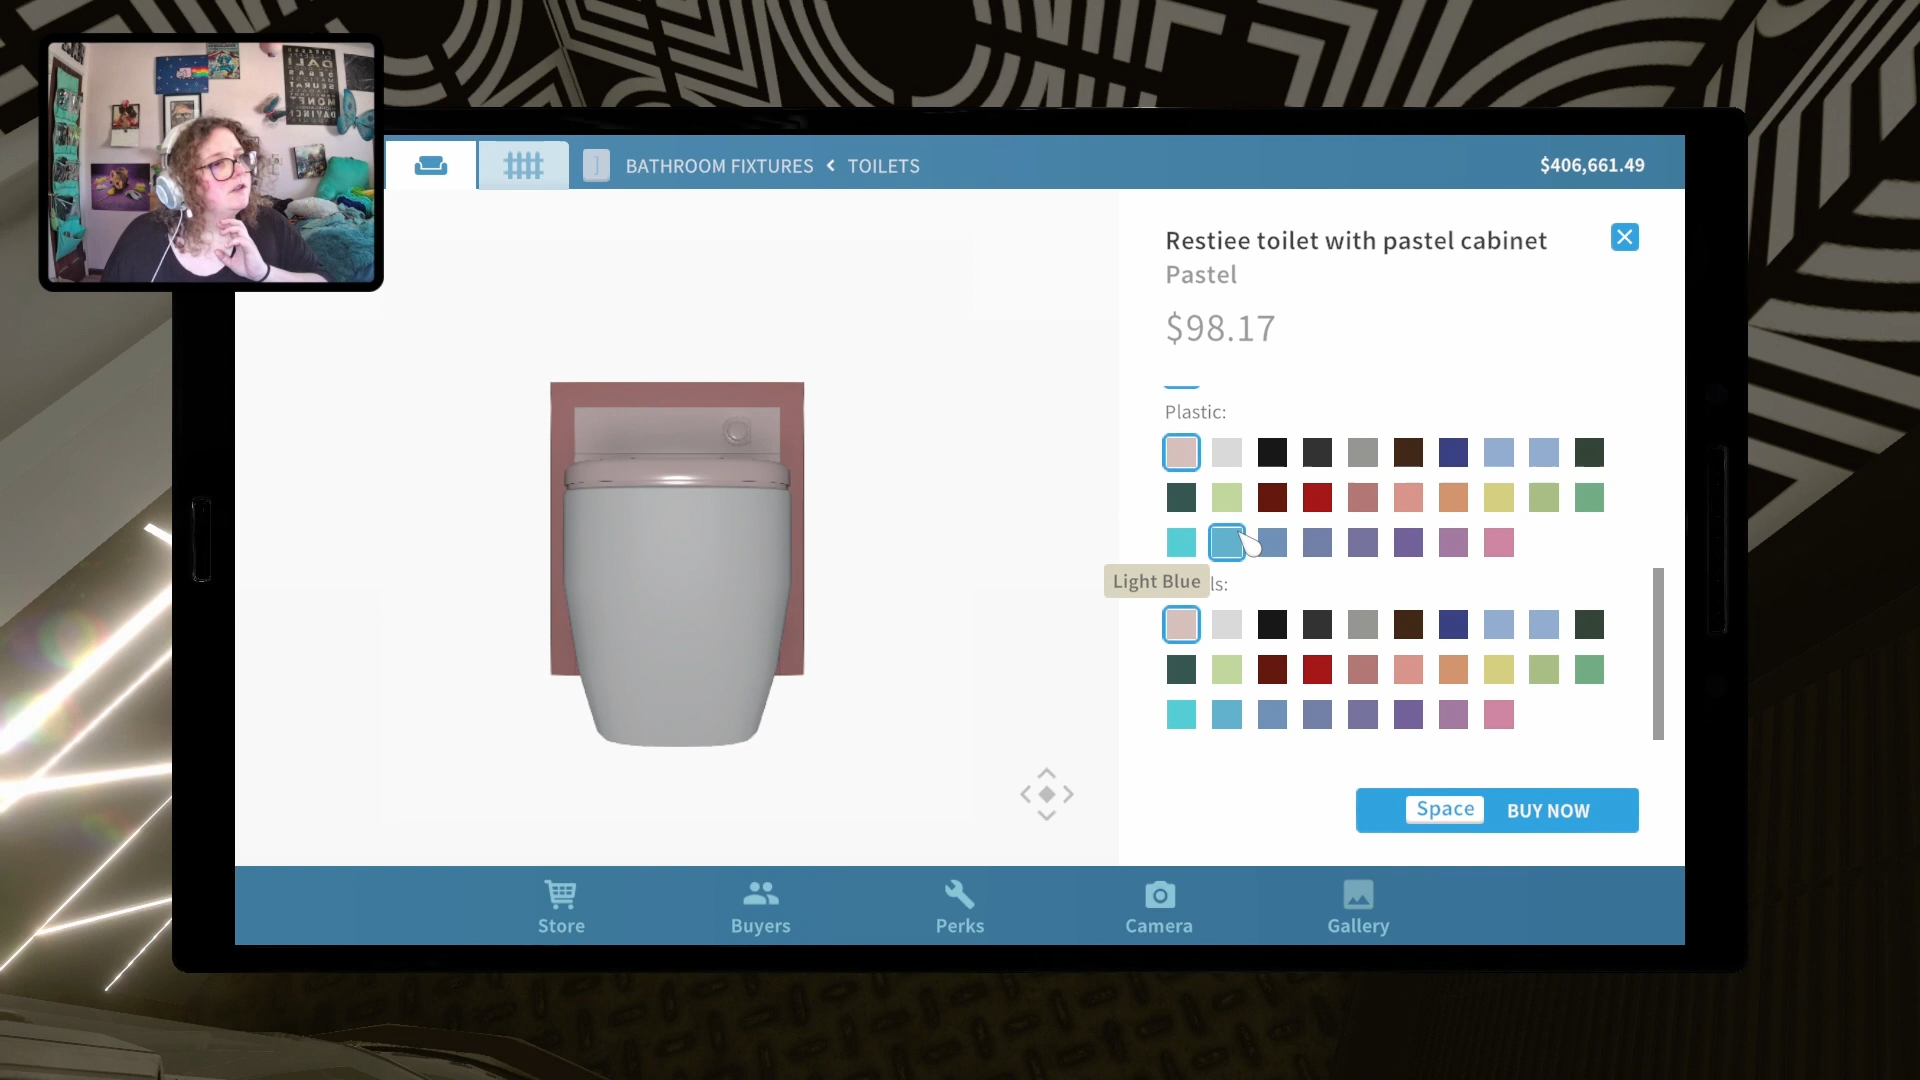 BATHROOM FIXTURES < TOILETS
$406,661.49
Restiee toilet with pastel cabinet
Pastel
$98.17
Plastic:
Light Blue
ls:
Space BUY NOW
Store
Buyers
Perks
Camera
Gallery